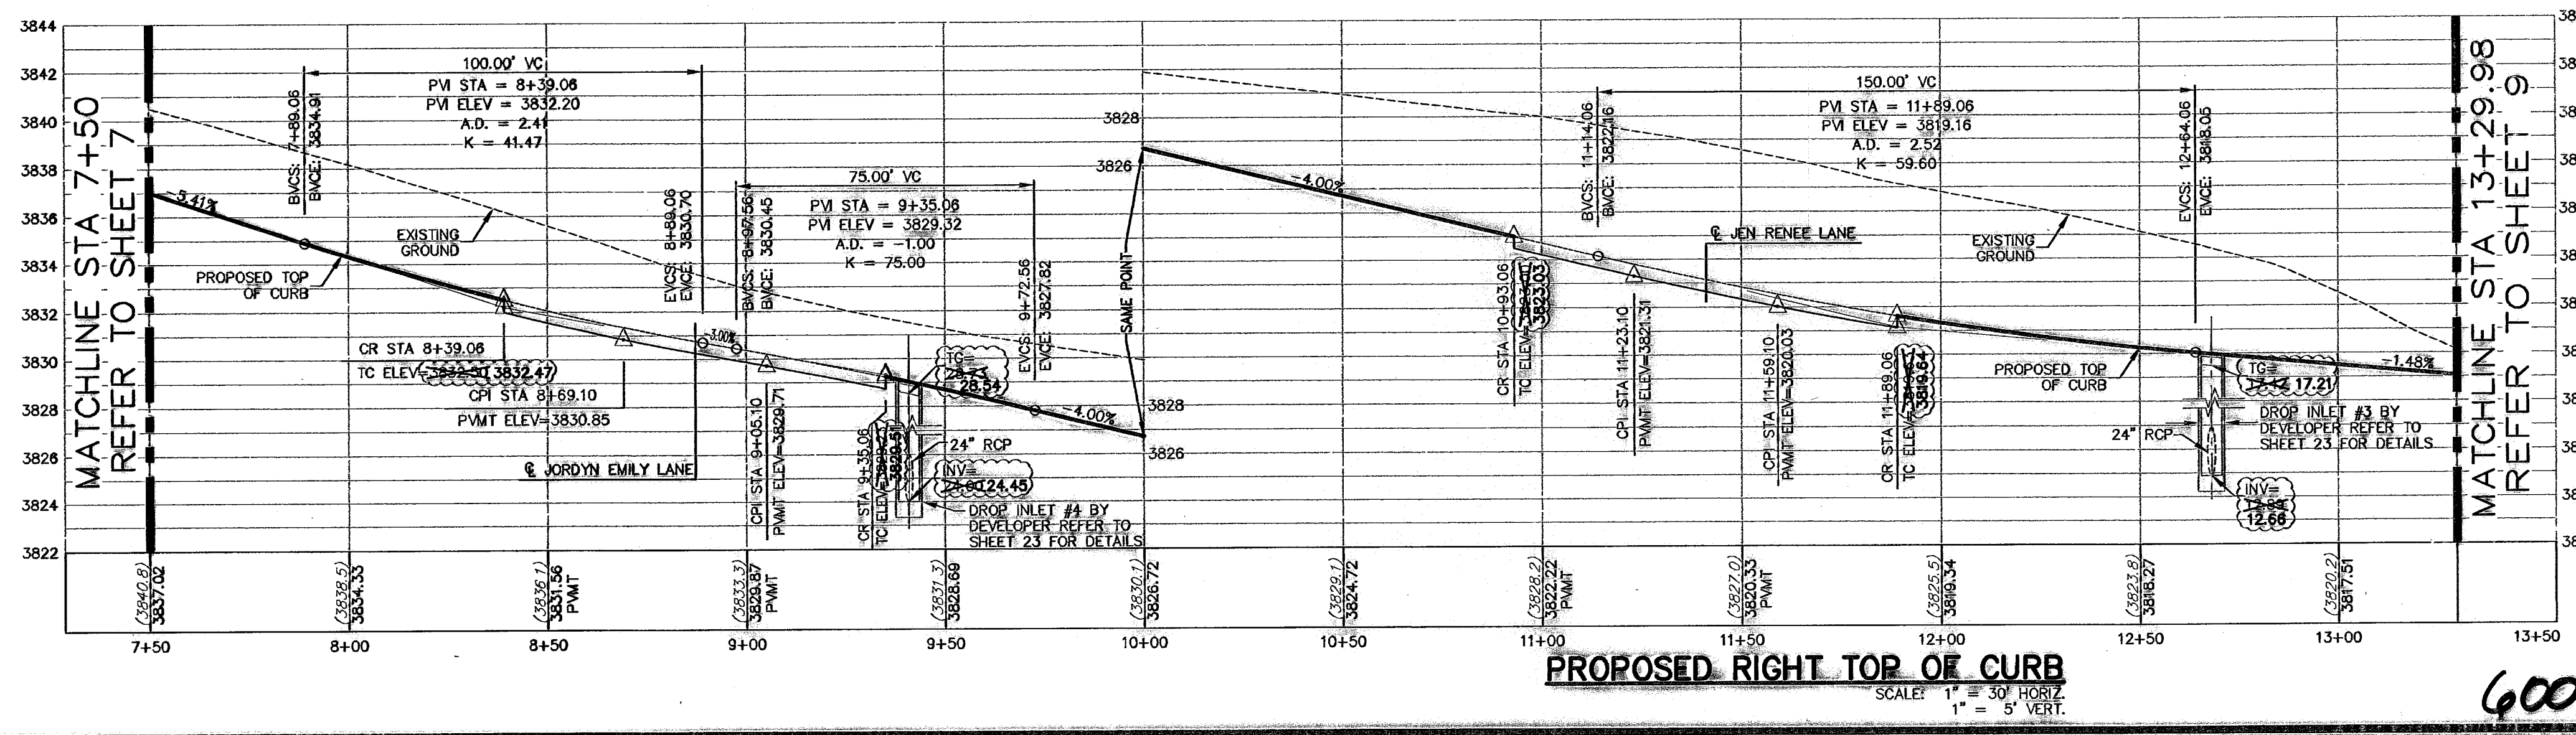 3844
3842
3840
3838
3836
3834
3832
3830
3828
3826
3824
3822
MATCHLINE STA 7+50
REFER TO SHEET 7
-5.41%
BVCS: 7+89.06
BVCE: 3834.91
100.00' VC
PVI STA = 8+39.06
PVI ELEV = 3832.20
A.D. = 2.41
K = 41.47
EXISTING
GROUND
PROPOSED TOP
OF CURB
EVCS: 8+89.06
EVCE: 3830.70
CR STA 8+39.06
TC ELEV=3832.50 3832.47
CPI STA 8+69.10
PVMT ELEV=3830.85
℄ JORDYN EMILY LANE
-3.00%
BVCS: 8+97.56
BVCE: 3830.45
75.00' VC
PVI STA = 9+35.06
PVI ELEV = 3829.32
A.D. = -1.00
K = 75.00
EVCS: 9+72.56
EVCE: 3827.82
CPI STA 9+05.10
PVMT ELEV=3829.71
CR STA 9+35.06
TC ELEV=
3829.51
TG=
28.73
28.54
24" RCP
INV=
24.00 24.45
DROP INLET #4 BY
DEVELOPER REFER TO
SHEET 23 FOR DETAILS
-4.00%
3828
3826
SAME POINT
3828
3826
-4.00%
CR STA 10+93.06
TC ELEV=
3823.03
BVCS: 11+14.06
BVCE: 3822.16
150.00' VC
PVI STA = 11+89.06
PVI ELEV = 3819.16
A.D. = 2.52
K = 59.60
℄ JEN RENEE LANE
CPI STA 11+23.10
PVMT ELEV=3821.31
CPI STA 11+59.10
PVMT ELEV=3820.03
CR STA 11+89.06
TC ELEV=
3819.64
EXISTING
GROUND
PROPOSED TOP
OF CURB
EVCS: 12+64.06
EVCE: 3818.05
-1.48%
TG=
17.21
24" RCP
DROP INLET #3 BY
DEVELOPER REFER TO
SHEET 23 FOR DETAILS
INV=
12.66
MATCHLINE STA 13+29.98
REFER TO SHEET 9
(3840.8)
3837.02
(3838.5)
3834.33
(3836.1)
3831.56
PVMT
(3833.3)
3829.87
PVMT
(3831.3)
3828.69
(3830.1)
3826.72
(3829.1)
3824.72
(3828.2)
3822.22
PVMT
(3827.0)
3820.33
PVMT
(3825.5)
3819.34
(3823.8)
3818.27
(3820.2)
3817.51
7+50
8+00
8+50
9+00
9+50
10+00
10+50
11+00
11+50
12+00
12+50
13+00
13+50
PROPOSED RIGHT TOP OF CURB
SCALE: 1" = 30' HORIZ.
1" = 5' VERT.
600